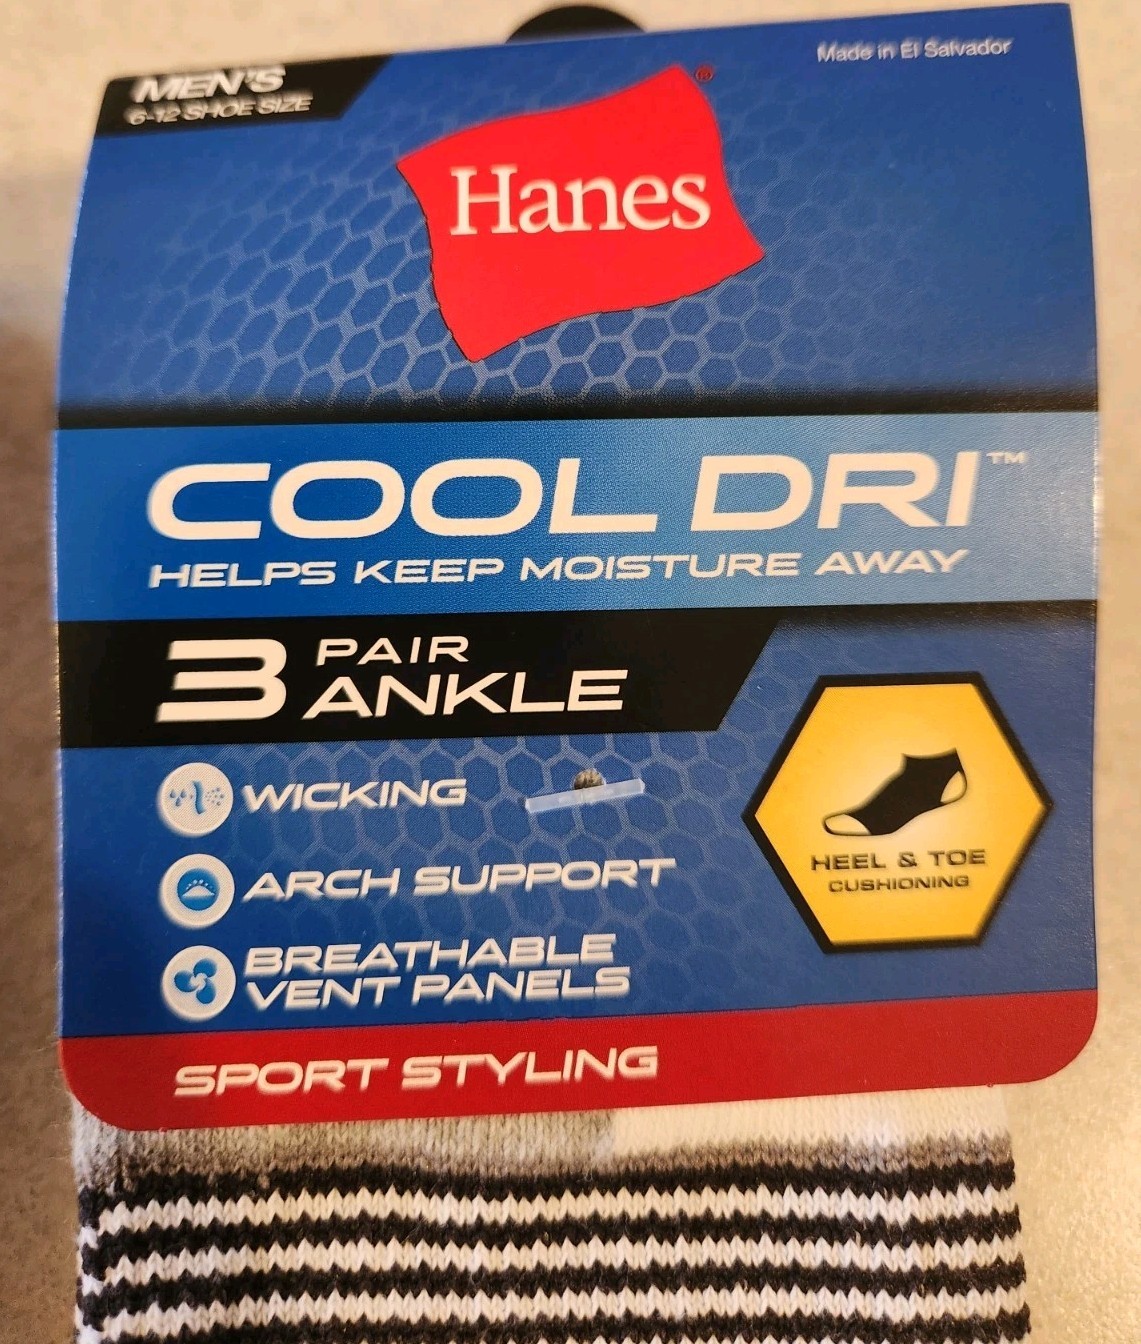 MEN'S
6-12 SHOE SIZE
Made in El Salvador
Hanes®
COOL DRI™
HELPS KEEP MOISTURE AWAY
3 PAIR
ANKLE
WICKING
ARCH SUPPORT
BREATHABLE
VENT PANELS
HEEL & TOE
CUSHIONING
SPORT STYLING